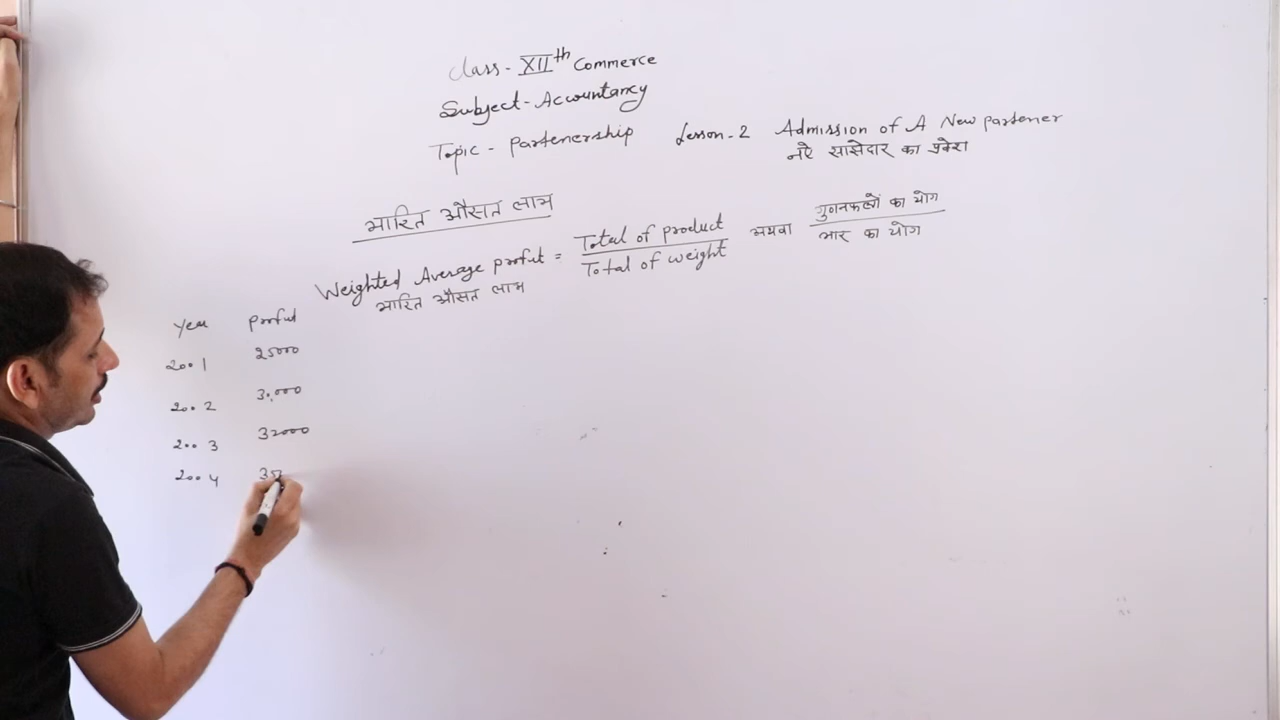 Class - XIIth Commerce
Subject - Accountancy
Topic - Partenership Lesson - 2 Admission of A New Partener
नऐ साझेदार का प्रवेश
भारित औसत लाभ
Weighted Average Profit = Total of product / Total of weight अथवा गुणनफलों का योग / भार का योग
भारित औसत लाभ
Year Profit
2001 25000
2002 30,000
2003 32000
2004 35